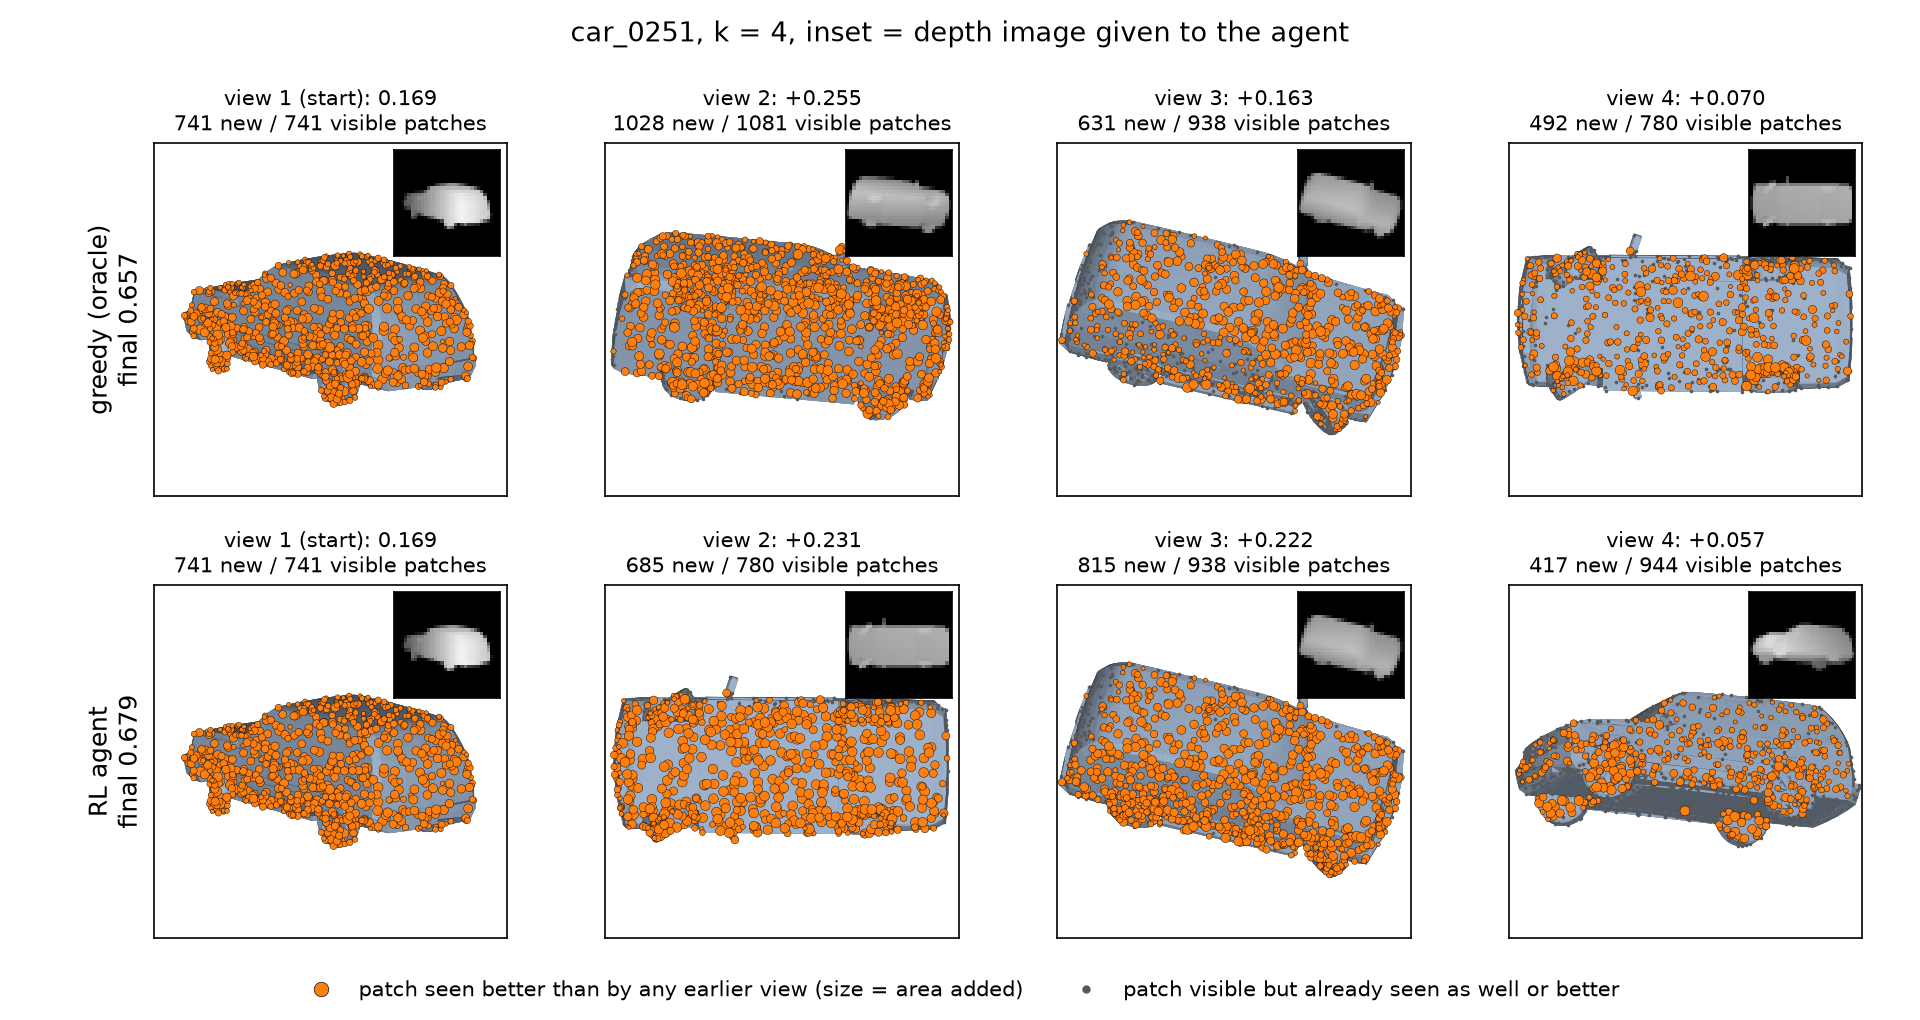 car_0251, k = 4, inset = depth image given to the agent
view 1 (start): 0.169
741 new / 741 visible patches
view 2: +0.255
1028 new / 1081 visible patches
view 3: +0.163
631 new / 938 visible patches
view 4: +0.070
492 new / 780 visible patches
greedy (oracle)
final 0.657
view 1 (start): 0.169
741 new / 741 visible patches
view 2: +0.231
685 new / 780 visible patches
view 3: +0.222
815 new / 938 visible patches
view 4: +0.057
417 new / 944 visible patches
RL agent
final 0.679
patch seen better than by any earlier view (size = area added)
patch visible but already seen as well or better